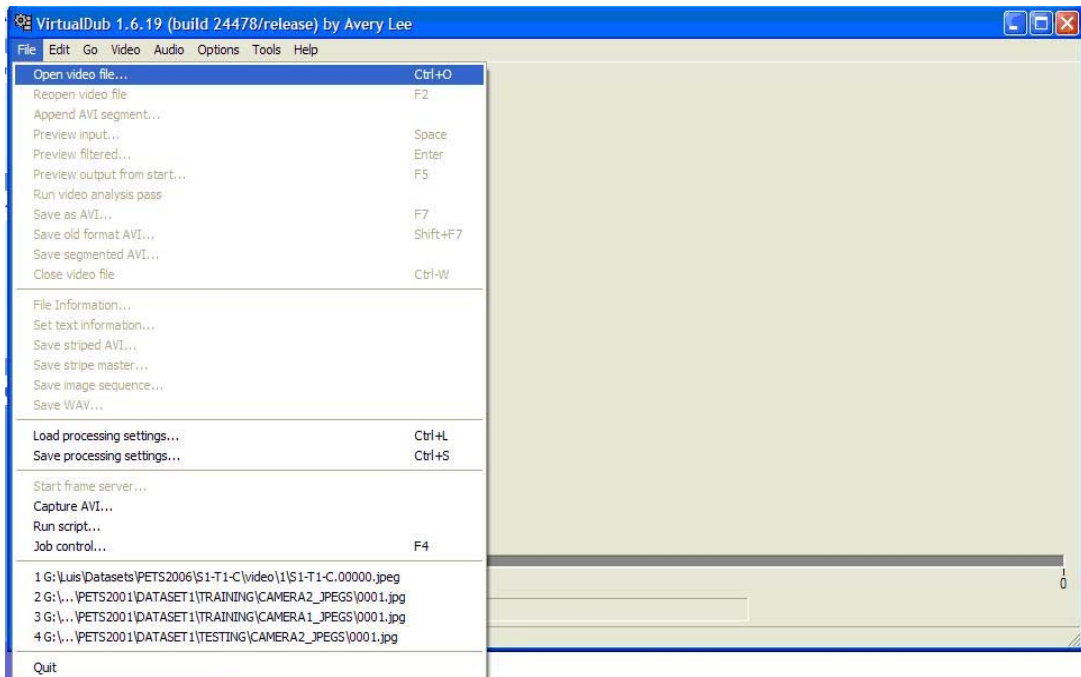 VirtualDub 1.6.19 (build 24478/release) by Avery Lee
File Edit Go Video Audio Options Tools Help
Open video file... Ctrl+O
Reopen video file F2
Append AVI segment...
Preview input... Space
Preview filtered... Enter
Preview output from start... F5
Run video analysis pass
Save as AVI... F7
Save old format AVI... Shift+F7
Save segmented AVI...
Close video file Ctrl-W
File Information...
Set text information...
Save striped AVI...
Save stripe master...
Save image sequence...
Save WAV...
Load processing settings... Ctrl+L
Save processing settings... Ctrl+S
Start frame server...
Capture AVI...
Run script...
Job control... F4
1 G:\Luis\Datasets\PETS2006\S1-T1-C\video\1\S1-T1-C.00000.jpeg
2 G:\...\PETS2001\DATASET1\TRAINING\CAMERA2_JPEGS\0001.jpg
3 G:\...\PETS2001\DATASET1\TRAINING\CAMERA1_JPEGS\0001.jpg
4 G:\...\PETS2001\DATASET1\TESTING\CAMERA2_JPEGS\0001.jpg
Quit
0